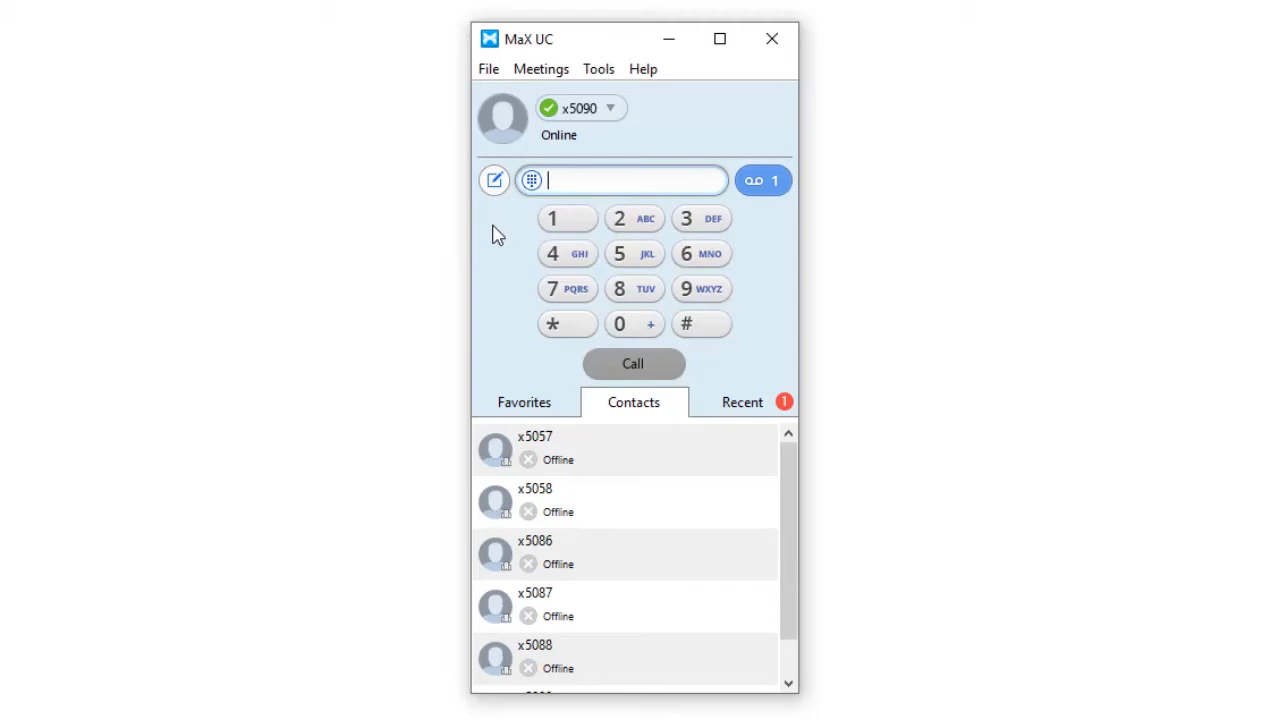 MaX UC
File Meetings Tools Help
x5090
Online
1
1 2 ABC 3 DEF
4 GHI 5 JKL 6 MNO
7 PQRS 8 TUV 9 WXYZ
* 0 + #
Call
Favorites Contacts Recent 1
x5057
Offline
x5058
Offline
x5086
Offline
x5087
Offline
x5088
Offline